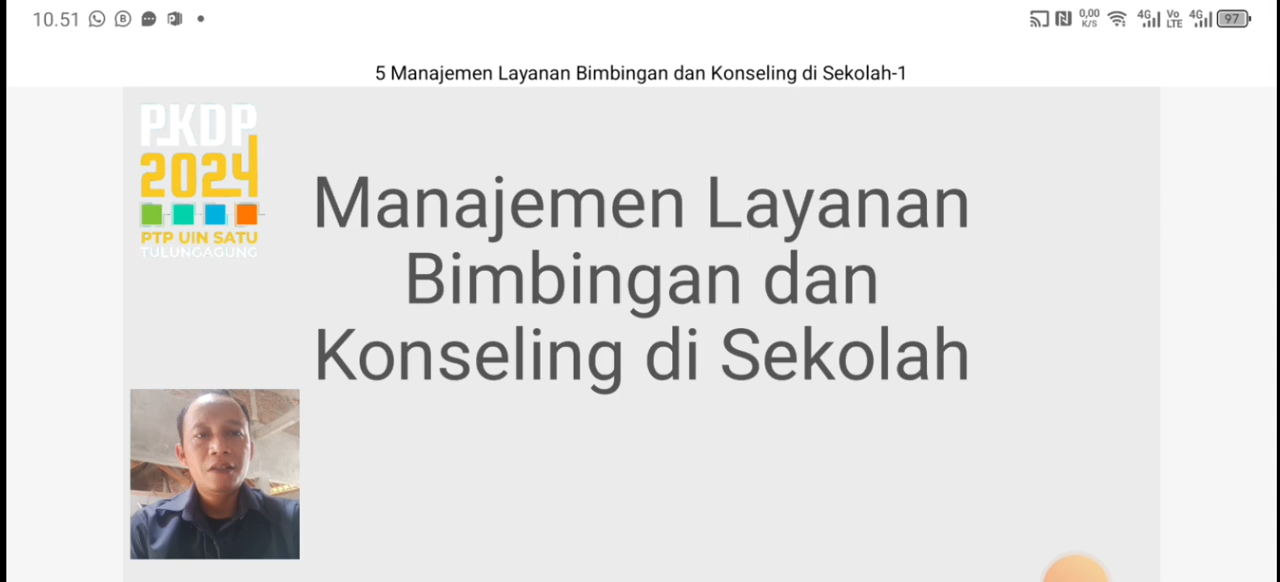 10.51
0,00
K/S
4G
Vo
LTE
4G
97
5 Manajemen Layanan Bimbingan dan Konseling di Sekolah-1
PKDP
2024
PTP UIN SATU
TULUNGAGUNG
Manajemen Layanan
Bimbingan dan
Konseling di Sekolah